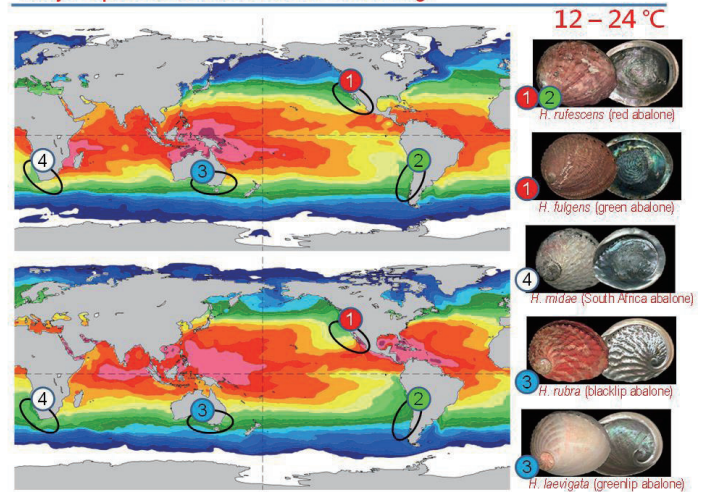 12 – 24 °C
1
1 2
H. rufescens (red abalone)
4
3
2
1
H. fulgens (green abalone)
4
H. midae (South Africa abalone)
1
4
3
2
3
H. rubra (blacklip abalone)
3
H. laevigata (greenlip abalone)